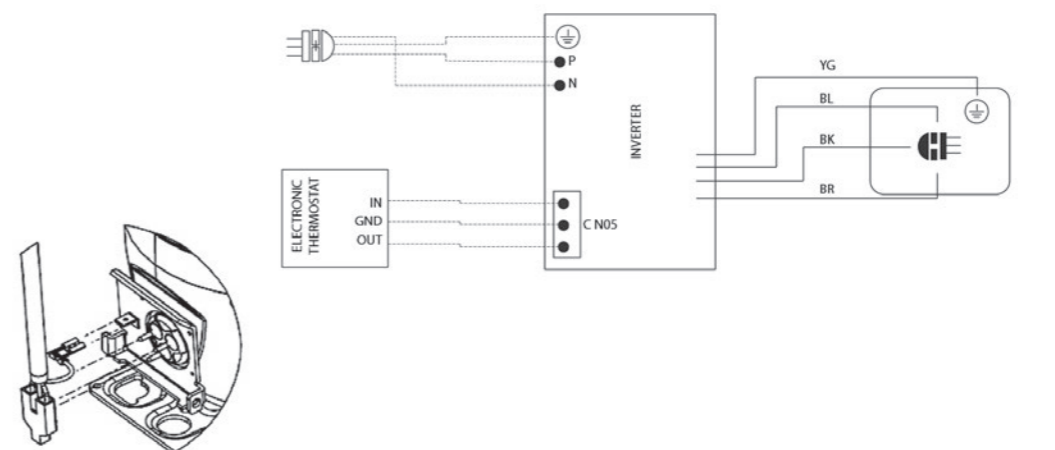 P
N
INVERTER
YG
BL
BK
BR
ELECTRONIC
THERMOSTAT
IN
GND
OUT
C N05